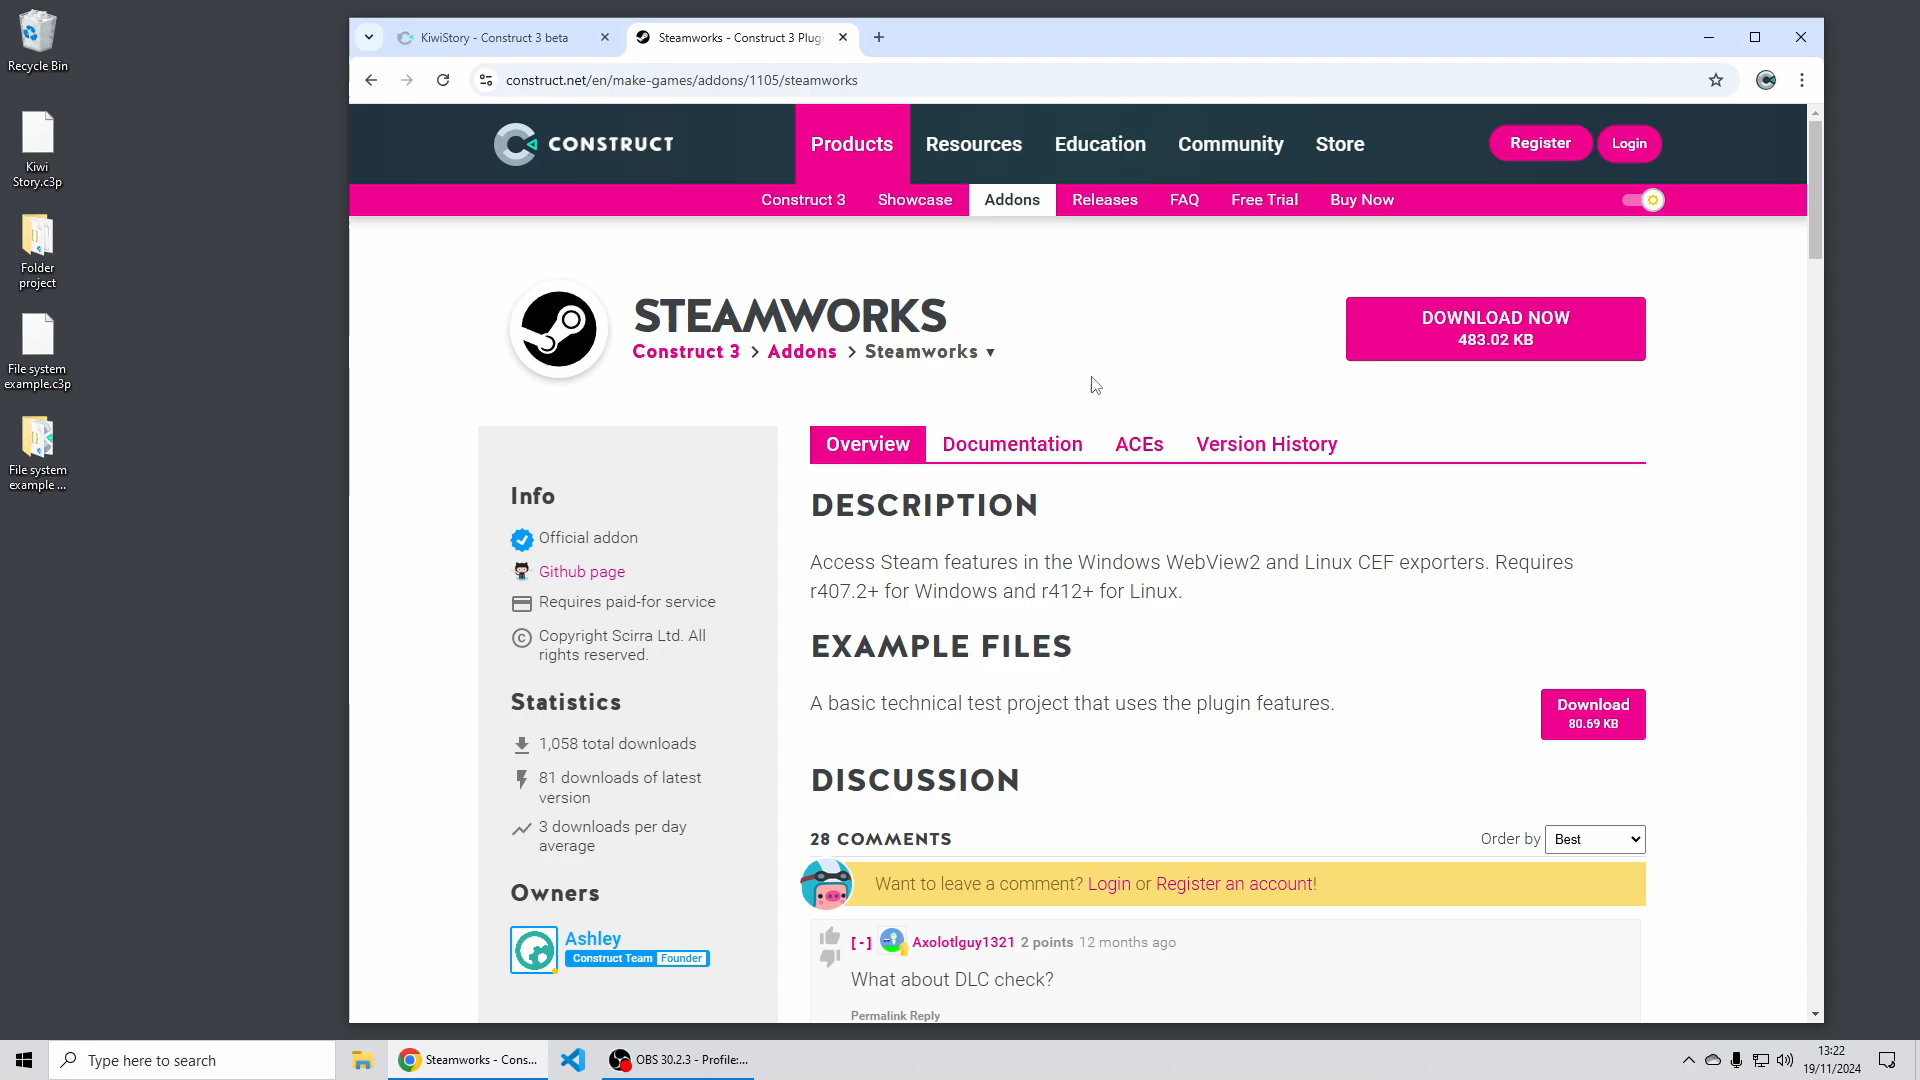 Recycle Bin
Kiwi
Story.c3p
Folder
project
File system
example.c3p
File system
example ...
KiwiStory - Construct 3 beta
Steamworks - Construct 3 Plugi
construct.net/en/make-games/addons/1105/steamworks
CONSTRUCT
Products
Resources
Education
Community
Store
Register
Login
Construct 3
Showcase
Addons
Releases
FAQ
Free Trial
Buy Now
STEAMWORKS
Construct 3 > Addons > Steamworks ▾
DOWNLOAD NOW
483.02 KB
Info
Official addon
Github page
Requires paid-for service
Copyright Scirra Ltd. All
rights reserved.
Statistics
1,058 total downloads
81 downloads of latest
version
3 downloads per day
average
Owners
Ashley
Construct Team Founder
Overview
Documentation
ACEs
Version History
DESCRIPTION
Access Steam features in the Windows WebView2 and Linux CEF exporters. Requires
r407.2+ for Windows and r412+ for Linux.
EXAMPLE FILES
A basic technical test project that uses the plugin features.
Download
80.69 KB
DISCUSSION
28 COMMENTS
Order by Best
Want to leave a comment? Login or Register an account!
[-] Axolotlguy1321 2 points 12 months ago
What about DLC check?
Permalink Reply
Type here to search
Steamworks - Cons...
OBS 30.2.3 - Profile:...
13:22
19/11/2024